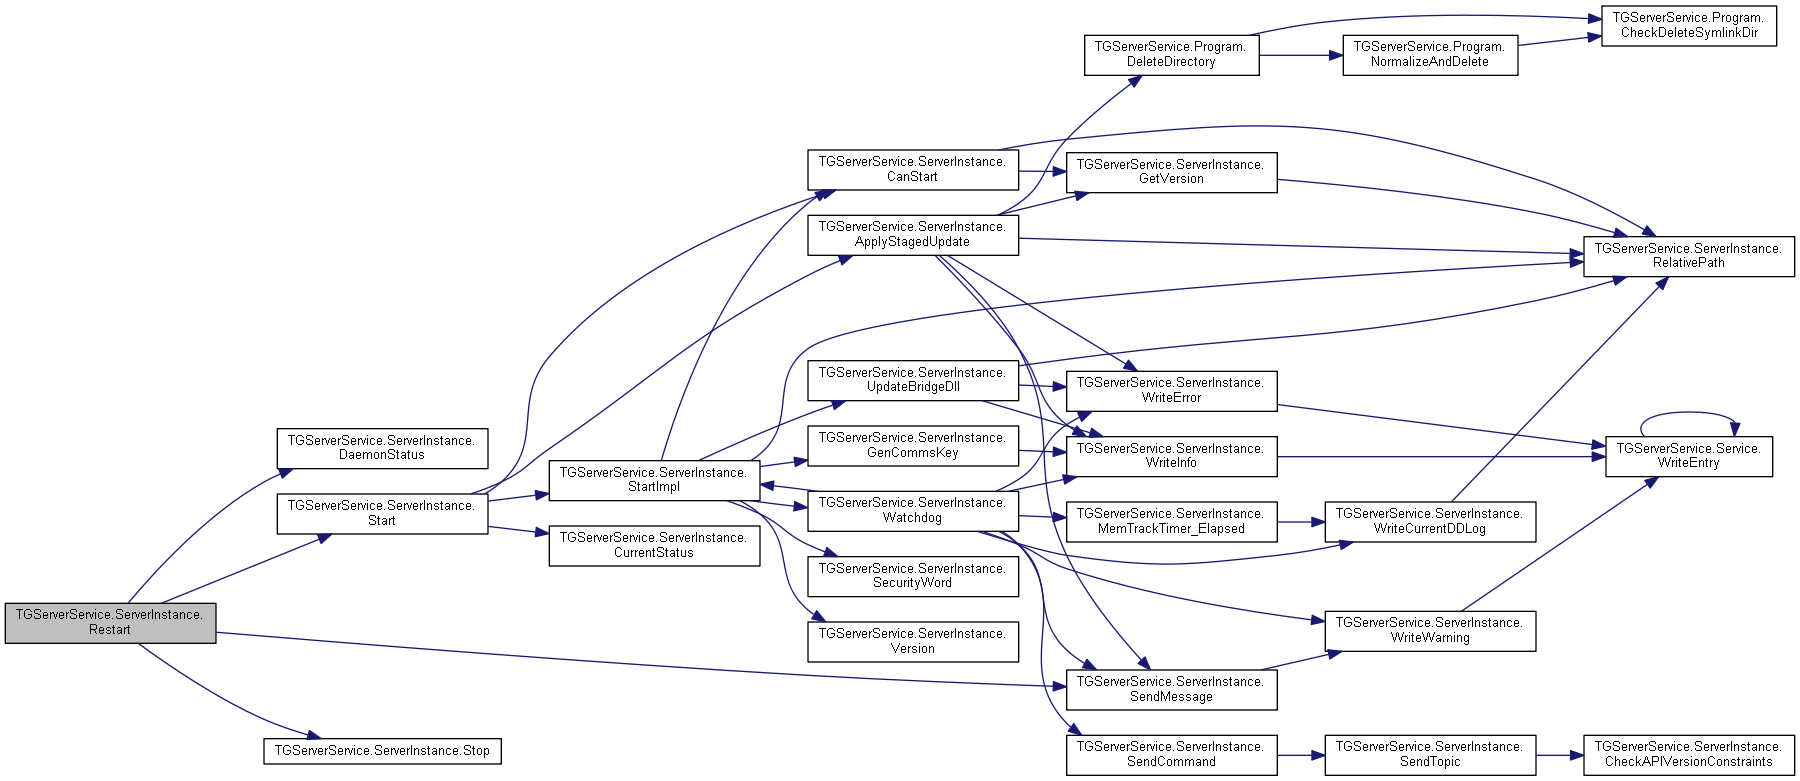 TGServerService.Program.
CheckDeleteSymlinkDir
TGServerService.Program.
DeleteDirectory
TGServerService.Program.
NormalizeAndDelete
TGServerService.ServerInstance.
CanStart
TGServerService.ServerInstance.
GetVersion
TGServerService.ServerInstance.
ApplyStagedUpdate
TGServerService.ServerInstance.
RelativePath
TGServerService.ServerInstance.
UpdateBridgeDll
TGServerService.ServerInstance.
WriteError
TGServerService.ServerInstance.
DaemonStatus
TGServerService.ServerInstance.
GenCommsKey
TGServerService.ServerInstance.
WriteInfo
TGServerService.Service.
WriteEntry
TGServerService.ServerInstance.
StartImpl
TGServerService.ServerInstance.
Start
TGServerService.ServerInstance.
Watchdog
TGServerService.ServerInstance.
MemTrackTimer_Elapsed
TGServerService.ServerInstance.
WriteCurrentDDLog
TGServerService.ServerInstance.
CurrentStatus
TGServerService.ServerInstance.
SecurityWord
TGServerService.ServerInstance.
Restart
TGServerService.ServerInstance.
Version
TGServerService.ServerInstance.
WriteWarning
TGServerService.ServerInstance.
SendMessage
TGServerService.ServerInstance.Stop
TGServerService.ServerInstance.
SendCommand
TGServerService.ServerInstance.
SendTopic
TGServerService.ServerInstance.
CheckAPIVersionConstraints